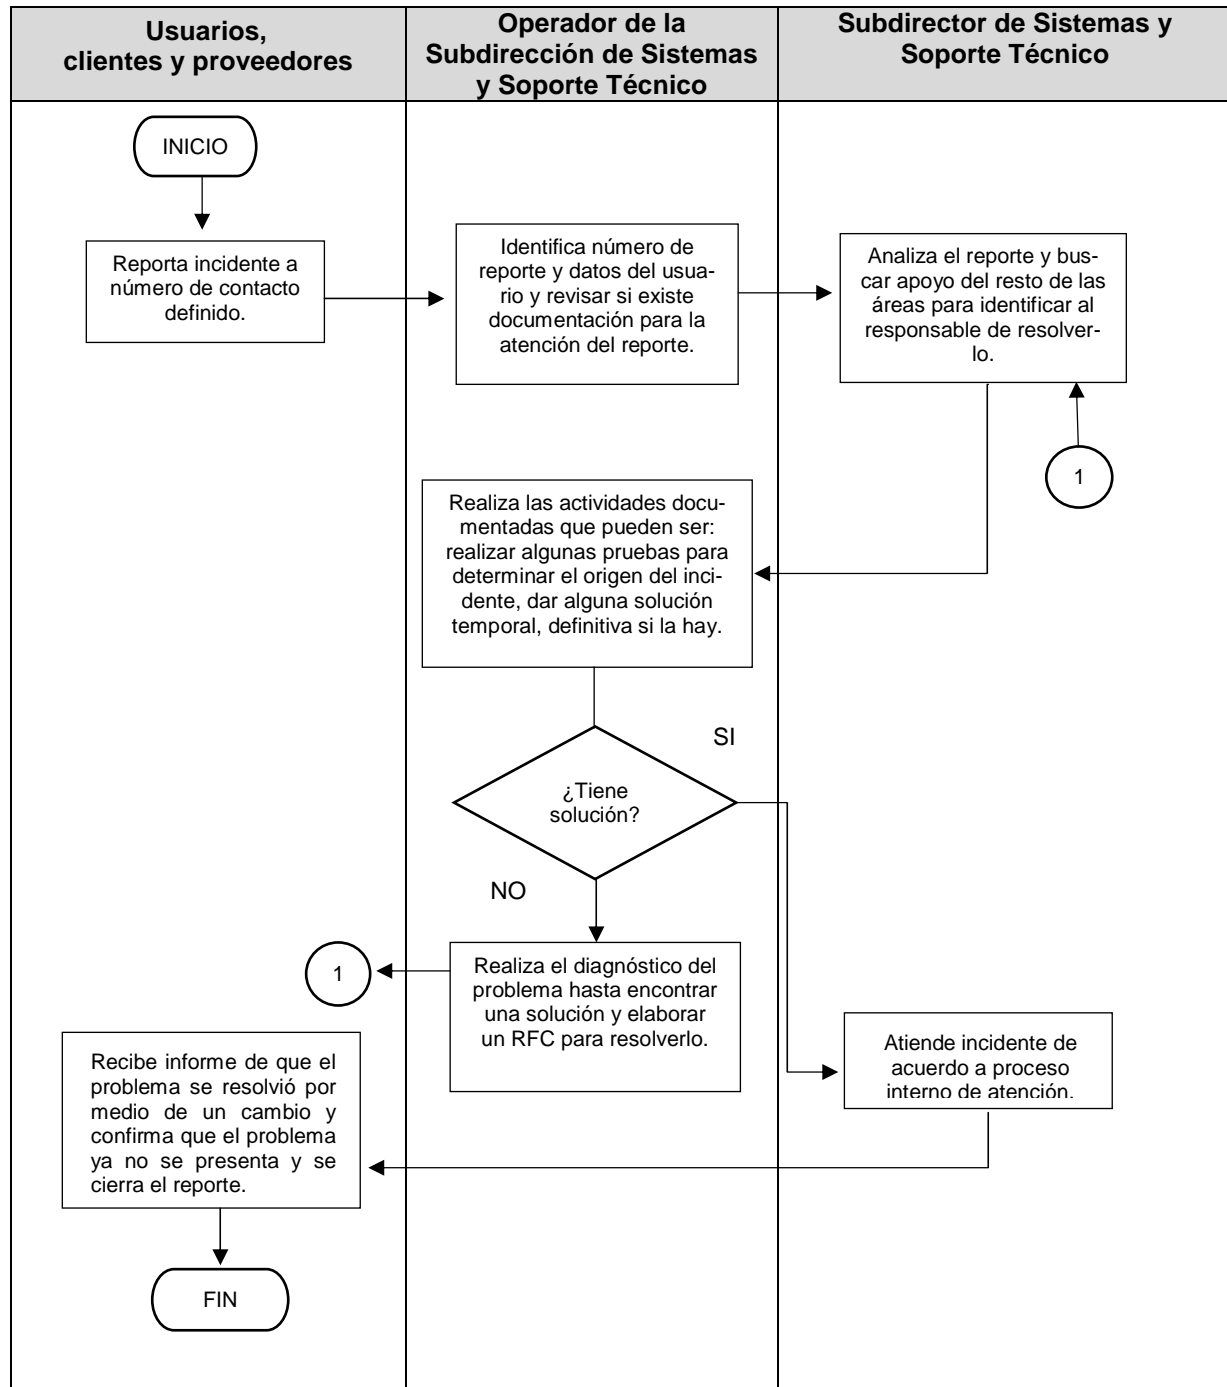 Usuarios,
clientes y proveedores
Operador de la
Subdirección de Sistemas
y Soporte Técnico
Subdirector de Sistemas y
Soporte Técnico
INICIO
Reporta incidente a
número de contacto
definido.
Identifica número de
reporte y datos del usua-
rio y revisar si existe
documentación para la
atención del reporte.
Analiza el reporte y bus-
car apoyo del resto de las
áreas para identificar al
responsable de resolver-
lo.
1
Realiza las actividades docu-
mentadas que pueden ser:
realizar algunas pruebas para
determinar el origen del inci-
dente, dar alguna solución
temporal, definitiva si la hay.
SI
¿Tiene
solución?
NO
1
Realiza el diagnóstico del
problema hasta encontrar
una solución y elaborar
un RFC para resolverlo.
Atiende incidente de
acuerdo a proceso
interno de atención.
Recibe informe de que el
problema se resolvió por
medio de un cambio y
confirma que el problema
ya no se presenta y se
cierra el reporte.
FIN